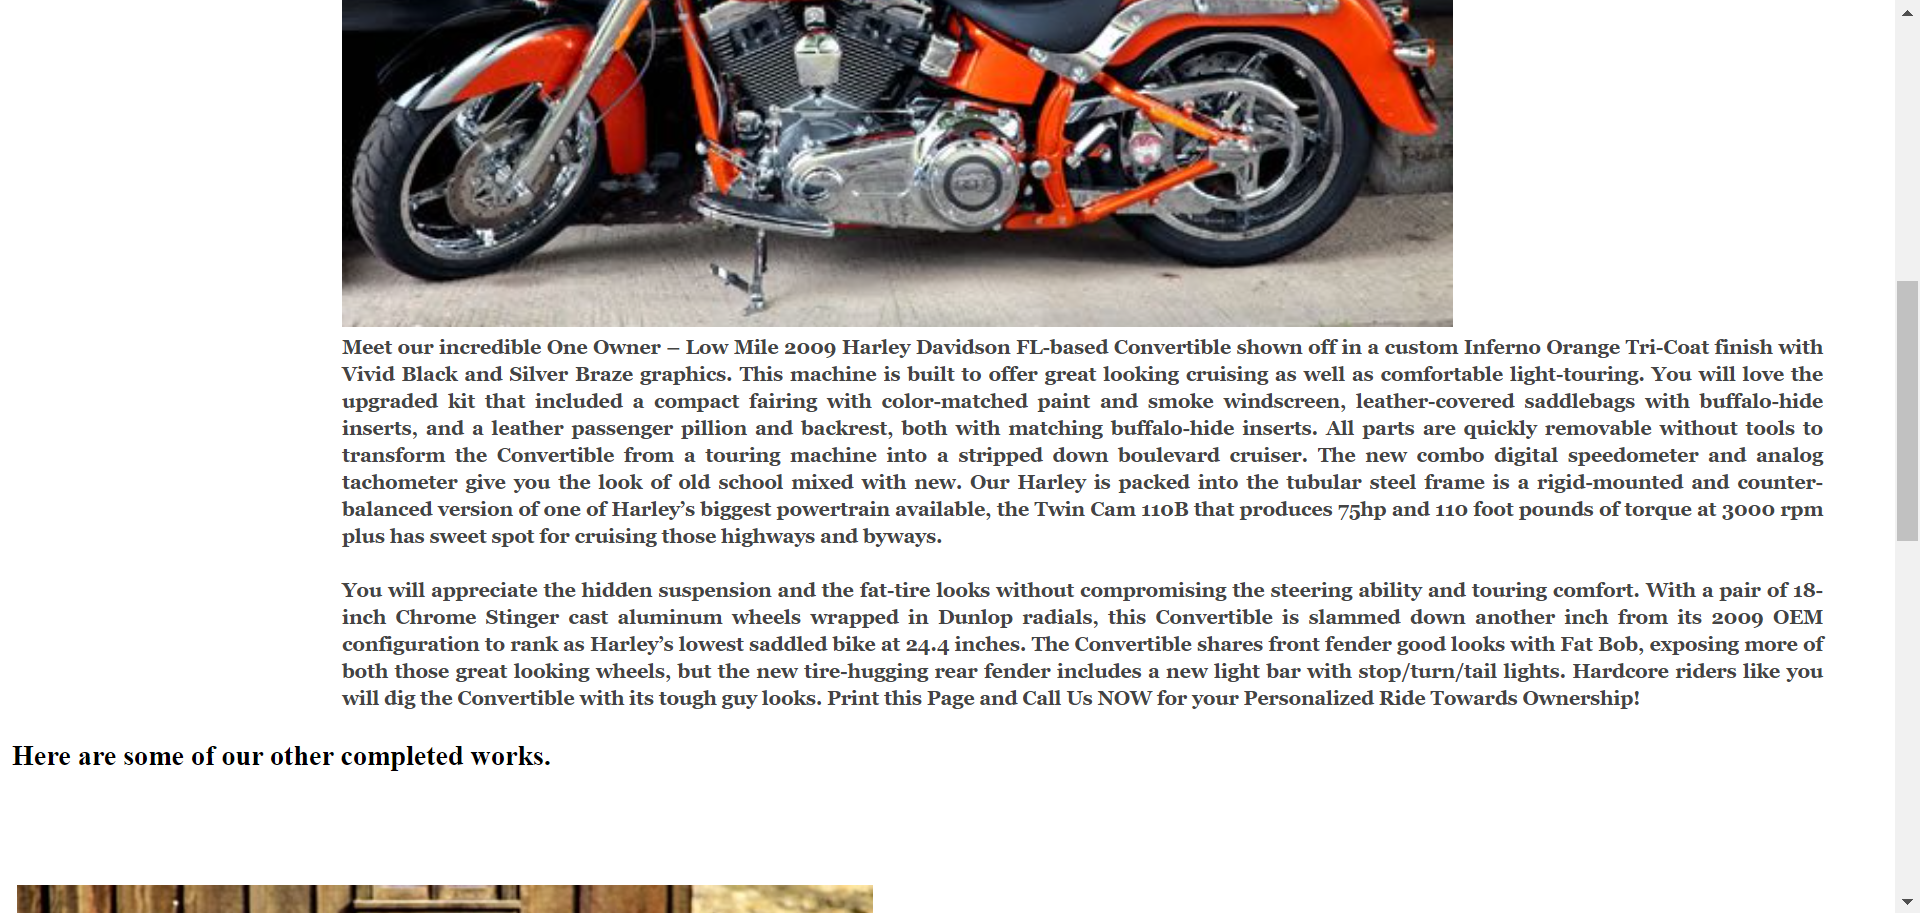 Meet our incredible One Owner – Low Mile 2009 Harley Davidson FL-based Convertible shown off in a custom Inferno Orange Tri-Coat finish with
Vivid Black and Silver Braze graphics. This machine is built to offer great looking cruising as well as comfortable light-touring. You will love the
upgraded kit that included a compact fairing with color-matched paint and smoke windscreen, leather-covered saddlebags with buffalo-hide
inserts, and a leather passenger pillion and backrest, both with matching buffalo-hide inserts. All parts are quickly removable without tools to
transform the Convertible from a touring machine into a stripped down boulevard cruiser. The new combo digital speedometer and analog
tachometer give you the look of old school mixed with new. Our Harley is packed into the tubular steel frame is a rigid-mounted and counter-
balanced version of one of Harley’s biggest powertrain available, the Twin Cam 110B that produces 75hp and 110 foot pounds of torque at 3000 rpm
plus has sweet spot for cruising those highways and byways.
You will appreciate the hidden suspension and the fat-tire looks without compromising the steering ability and touring comfort. With a pair of 18-
inch Chrome Stinger cast aluminum wheels wrapped in Dunlop radials, this Convertible is slammed down another inch from its 2009 OEM
configuration to rank as Harley’s lowest saddled bike at 24.4 inches. The Convertible shares front fender good looks with Fat Bob, exposing more of
both those great looking wheels, but the new tire-hugging rear fender includes a new light bar with stop/turn/tail lights. Hardcore riders like you
will dig the Convertible with its tough guy looks. Print this Page and Call Us NOW for your Personalized Ride Towards Ownership!
Here are some of our other completed works.